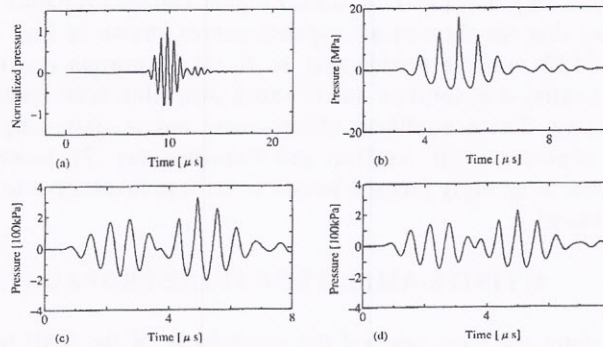 Normalized pressure
1
0
−1
0
10
20
(a)
Time [ μ s]
Pressure [MPa]
20
0
−20
4
8
(b)
Time [ μ s]
Pressure [100kPa]
4
2
0
−2
−4
0
4
8
(c)
Time [ μ s]
Pressure [100kPa]
4
2
0
−2
−4
4
(d)
Time [ μ s]